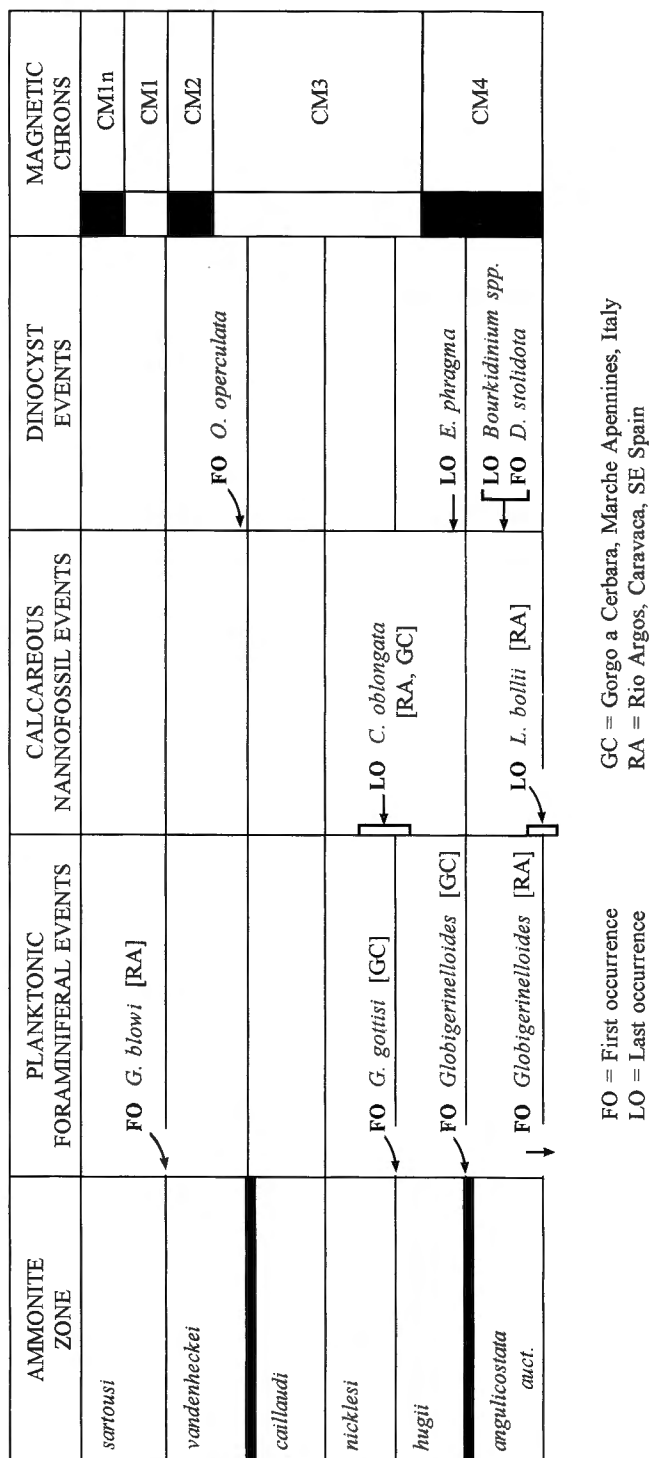 AMMONITE
ZONE
PLANKTONIC
FORAMINIFERAL EVENTS
CALCAREOUS
NANNOFOSSIL EVENTS
DINOCYST
EVENTS
MAGNETIC
CHRONS
sartousi
FO G. blowi [RA]
CM1n
CM1
vandenheckei
FO O. operculata
CM2
caillaudi
CM3
nicklesi
FO G. gottisi [GC]
LO C. oblongata
[RA, GC]
hugii
FO Globigerinelloides [GC]
LO E. phragma
CM4
angulicostata
auct.
FO Globigerinelloides [RA]
LO L. bollii [RA]
LO Bourkidinium spp.
FO D. stolidota
FO = First occurrence
LO = Last occurrence
GC = Gorgo a Cerbara, Marche Apennines, Italy
RA = Rio Argos, Caravaca, SE Spain